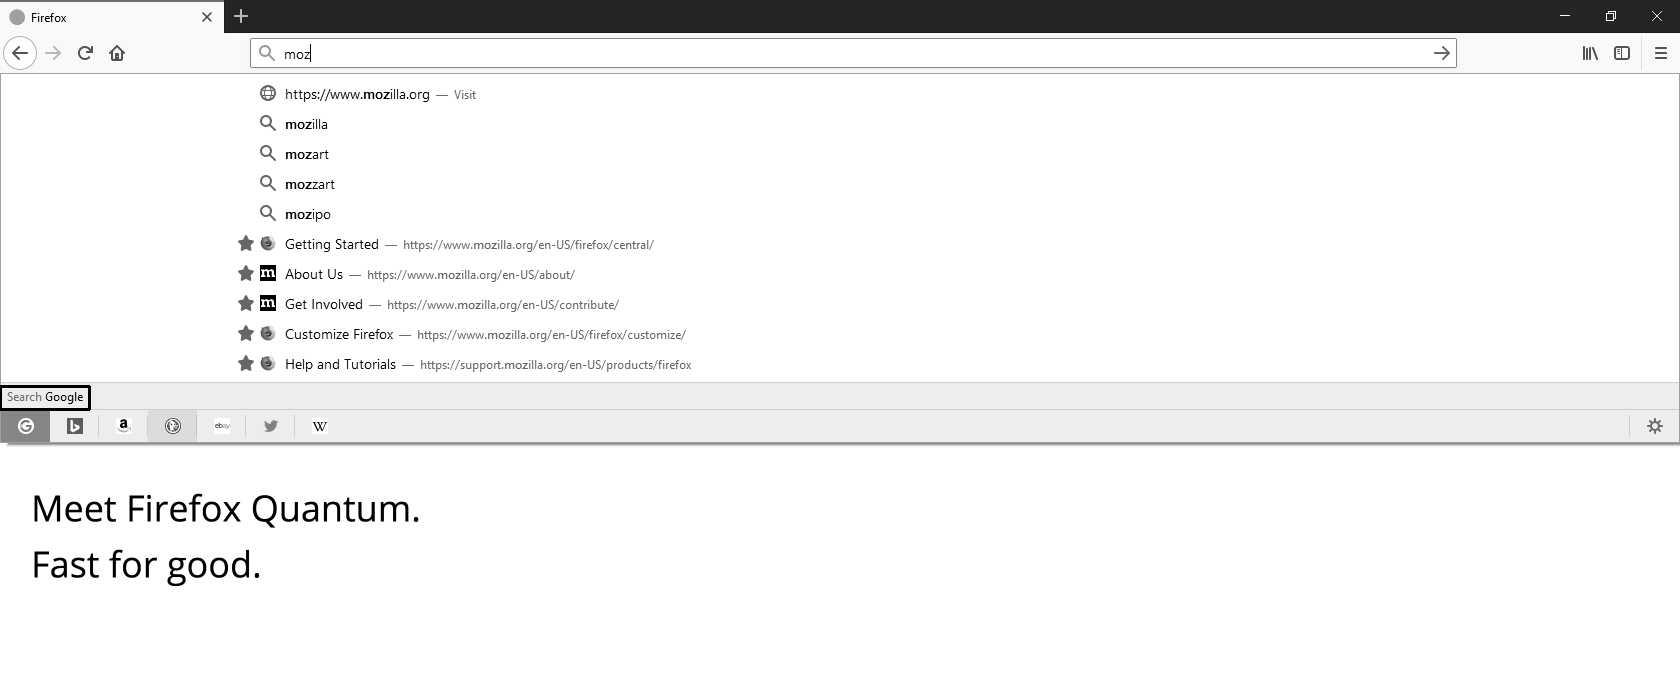 Firefox
moz
https://www.mozilla.org — Visit
mozilla
mozart
mozzart
mozipo
Getting Started — https://www.mozilla.org/en-US/firefox/central/
m About Us — https://www.mozilla.org/en-US/about/
m Get Involved — https://www.mozilla.org/en-US/contribute/
Customize Firefox — https://www.mozilla.org/en-US/firefox/customize/
Help and Tutorials — https://support.mozilla.org/en-US/products/firefox
Search Google
G b a ebay W
Meet Firefox Quantum.
Fast for good.